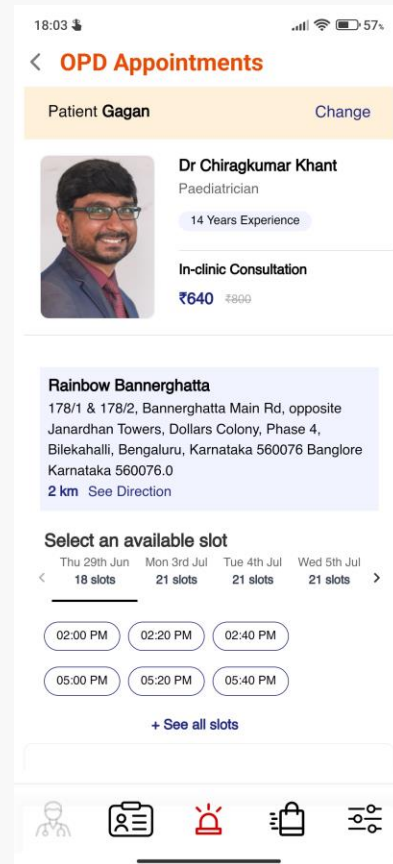 18:03
57%
OPD Appointments
Patient Gagan
Change
Dr Chiragkumar Khant
Paediatrician
14 Years Experience
In-clinic Consultation
₹640 ₹800
Rainbow Bannerghatta
178/1 & 178/2, Bannerghatta Main Rd, opposite
Janardhan Towers, Dollars Colony, Phase 4,
Bilekahalli, Bengaluru, Karnataka 560076 Banglore
Karnataka 560076.0
2 km See Direction
Select an available slot
Thu 29th Jun Mon 3rd Jul Tue 4th Jul Wed 5th Jul
18 slots 21 slots 21 slots 21 slots
02:00 PM 02:20 PM 02:40 PM
05:00 PM 05:20 PM 05:40 PM
+ See all slots